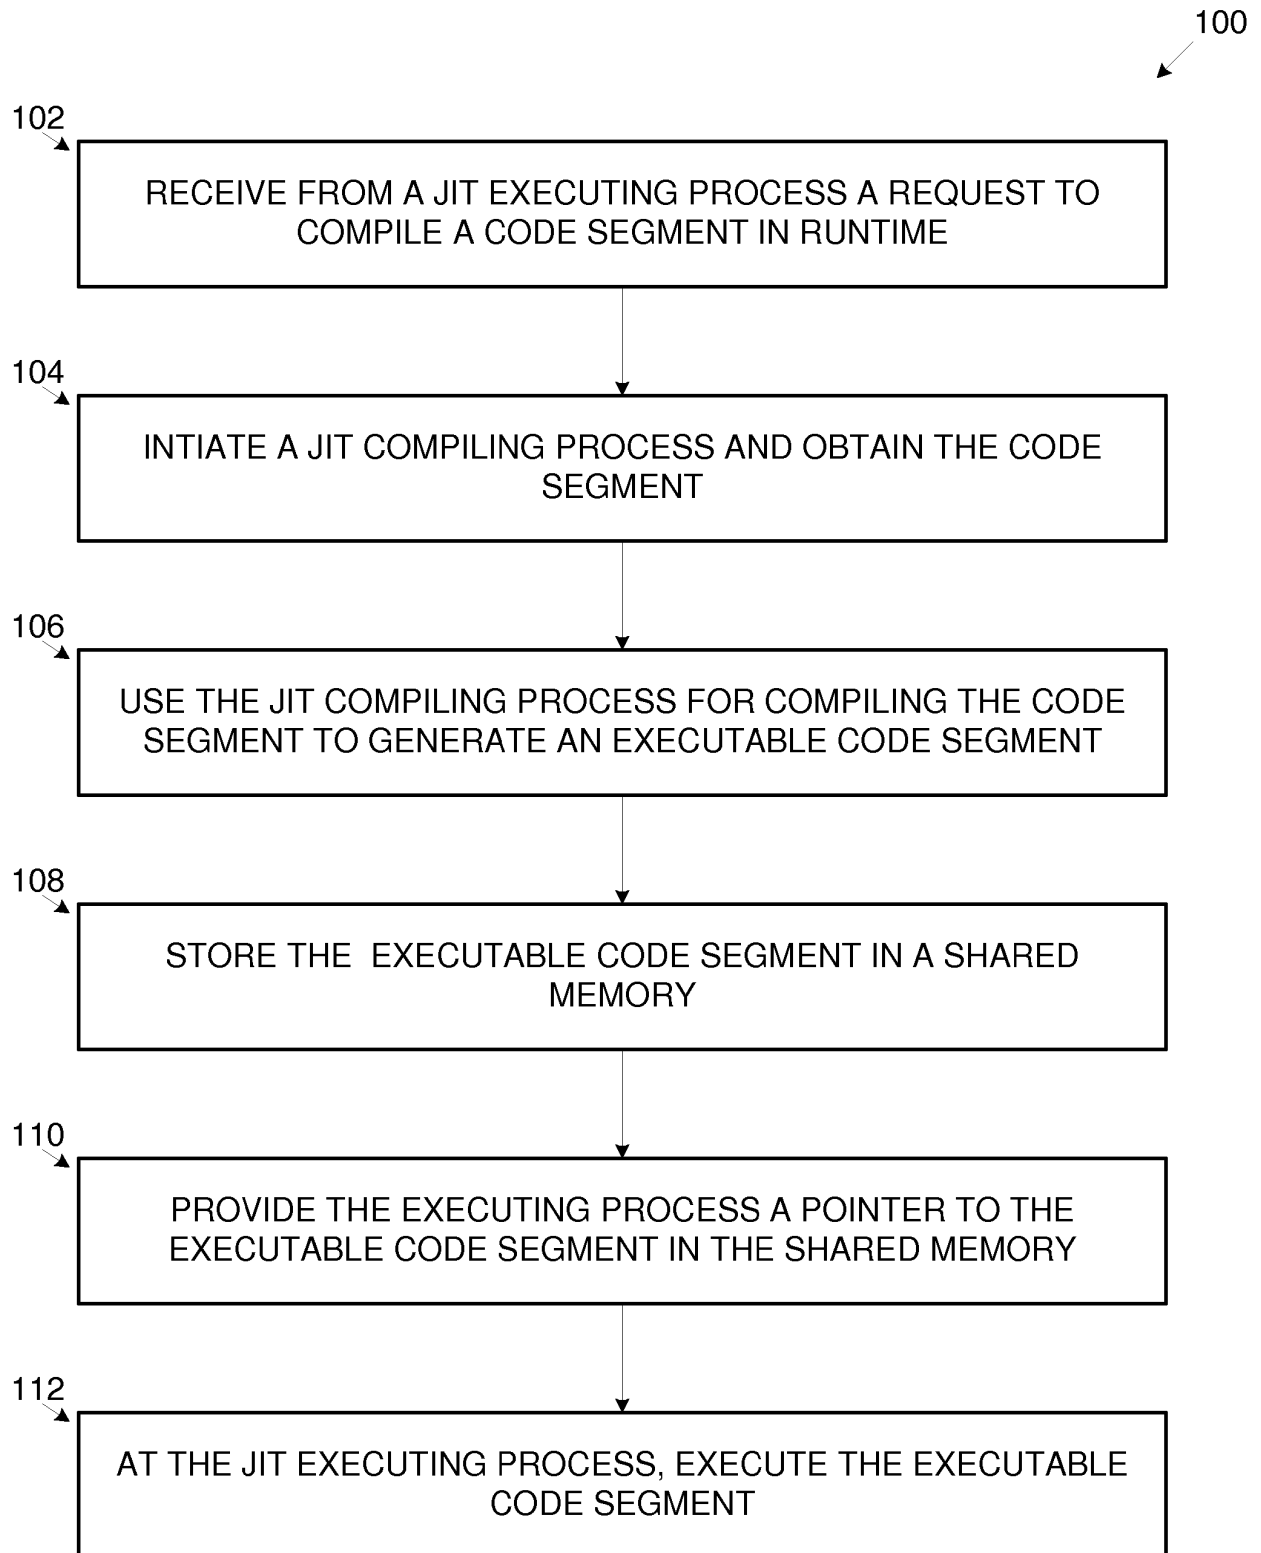 100
102
RECEIVE FROM A JIT EXECUTING PROCESS A REQUEST TO
COMPILE A CODE SEGMENT IN RUNTIME
104
INTIATE A JIT COMPILING PROCESS AND OBTAIN THE CODE
SEGMENT
106
USE THE JIT COMPILING PROCESS FOR COMPILING THE CODE
SEGMENT TO GENERATE AN EXECUTABLE CODE SEGMENT
108
STORE THE  EXECUTABLE CODE SEGMENT IN A SHARED
MEMORY
110
PROVIDE THE EXECUTING PROCESS A POINTER TO THE
EXECUTABLE CODE SEGMENT IN THE SHARED MEMORY
112
AT THE JIT EXECUTING PROCESS, EXECUTE THE EXECUTABLE
CODE SEGMENT